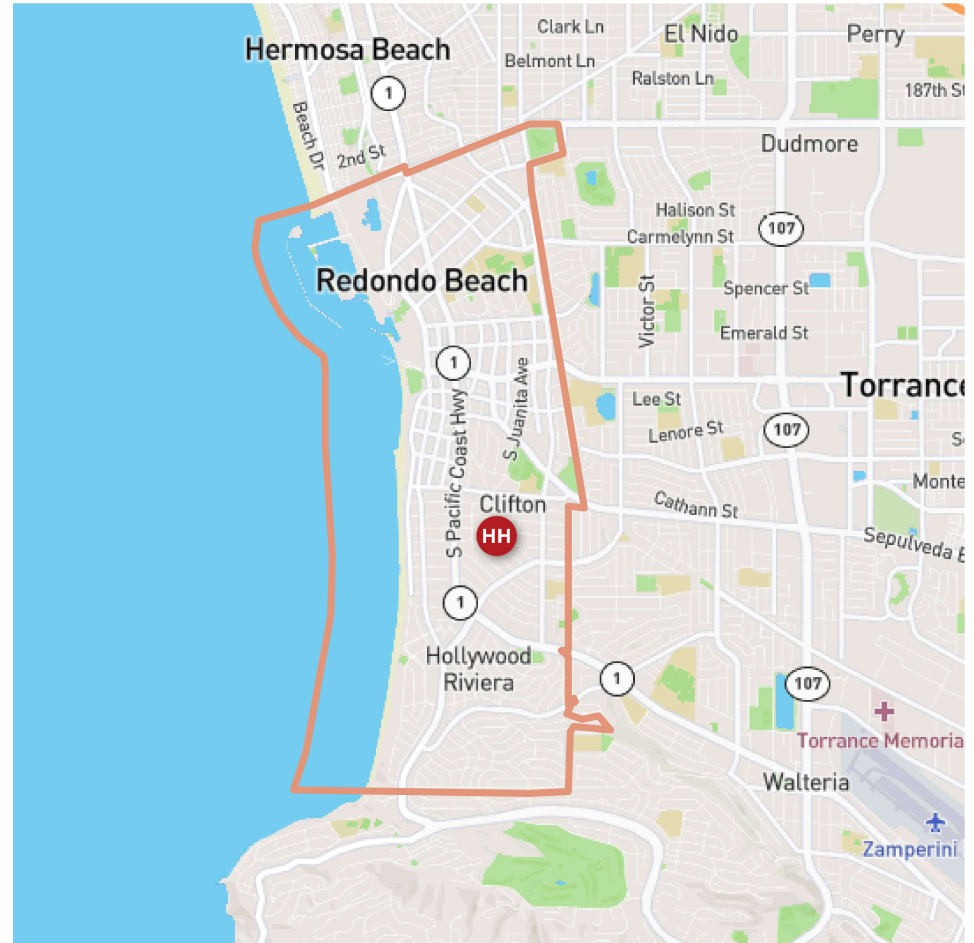 Clark Ln
El Nido
Perry
Hermosa Beach
Belmont Ln
Ralston Ln
1
187th St
Beach Dr
2nd St
Dudmore
Halison St
107
Carmelynn St
Redondo Beach
Spencer St
Victor St
Emerald St
1
Torrance
S Juanita Ave
Lee St
S Pacific Coast Hwy
Lenore St
107
Monte
Clifton
Cathann St
HH
Sepulveda B
1
Hollywood
Riviera
1
107
Torrance Memoria
Walteria
Zamperini